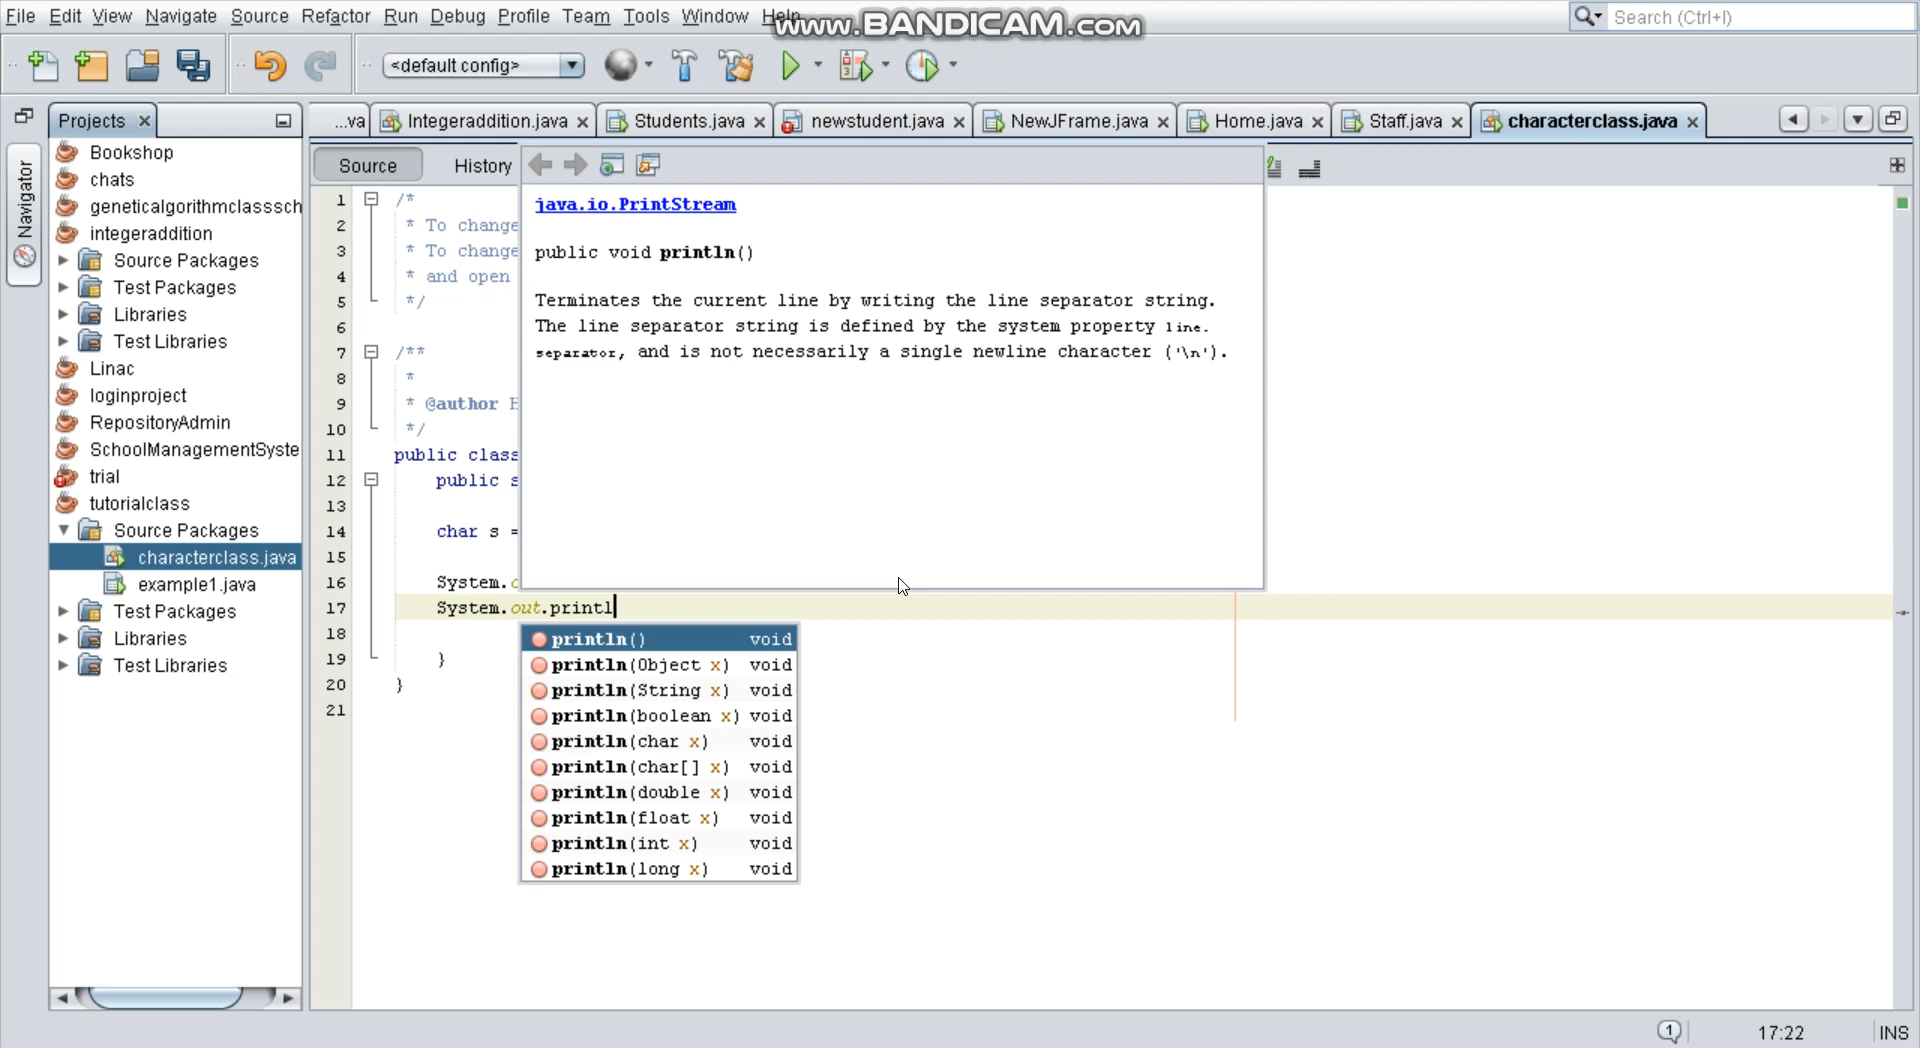 File Edit View Navigate Source Refactor Run Debug Profile Team Tools Window Help
www.BANDICAM.com
Search (Ctrl+I)
<default config>
Projects
...va
Integeraddition.java
Students.java
newstudent.java
NewJFrame.java
Home.java
Staff.java
characterclass.java
Navigator
Bookshop
chats
geneticalgorithmclasssch
integeraddition
Source Packages
Test Packages
Libraries
Test Libraries
Linac
loginproject
RepositoryAdmin
SchoolManagementSyste
trial
tutorialclass
Source Packages
characterclass.java
example1.java
Test Packages
Libraries
Test Libraries
Source History
1 /*
2 * To change
3 * To change
4 * and open
5 */
6
7 /**
8 *
9 * @author H
10 */
11 public class
12 public s
13
14 char s =
15
16 System.o
17 System.out.printl
18
19 }
20 }
21
java.io.PrintStream
public void println()
Terminates the current line by writing the line separator string.
The line separator string is defined by the system property line.
separator, and is not necessarily a single newline character ('\n').
println() void
println(Object x) void
println(String x) void
println(boolean x) void
println(char x) void
println(char[] x) void
println(double x) void
println(float x) void
println(int x) void
println(long x) void
1
17:22
INS